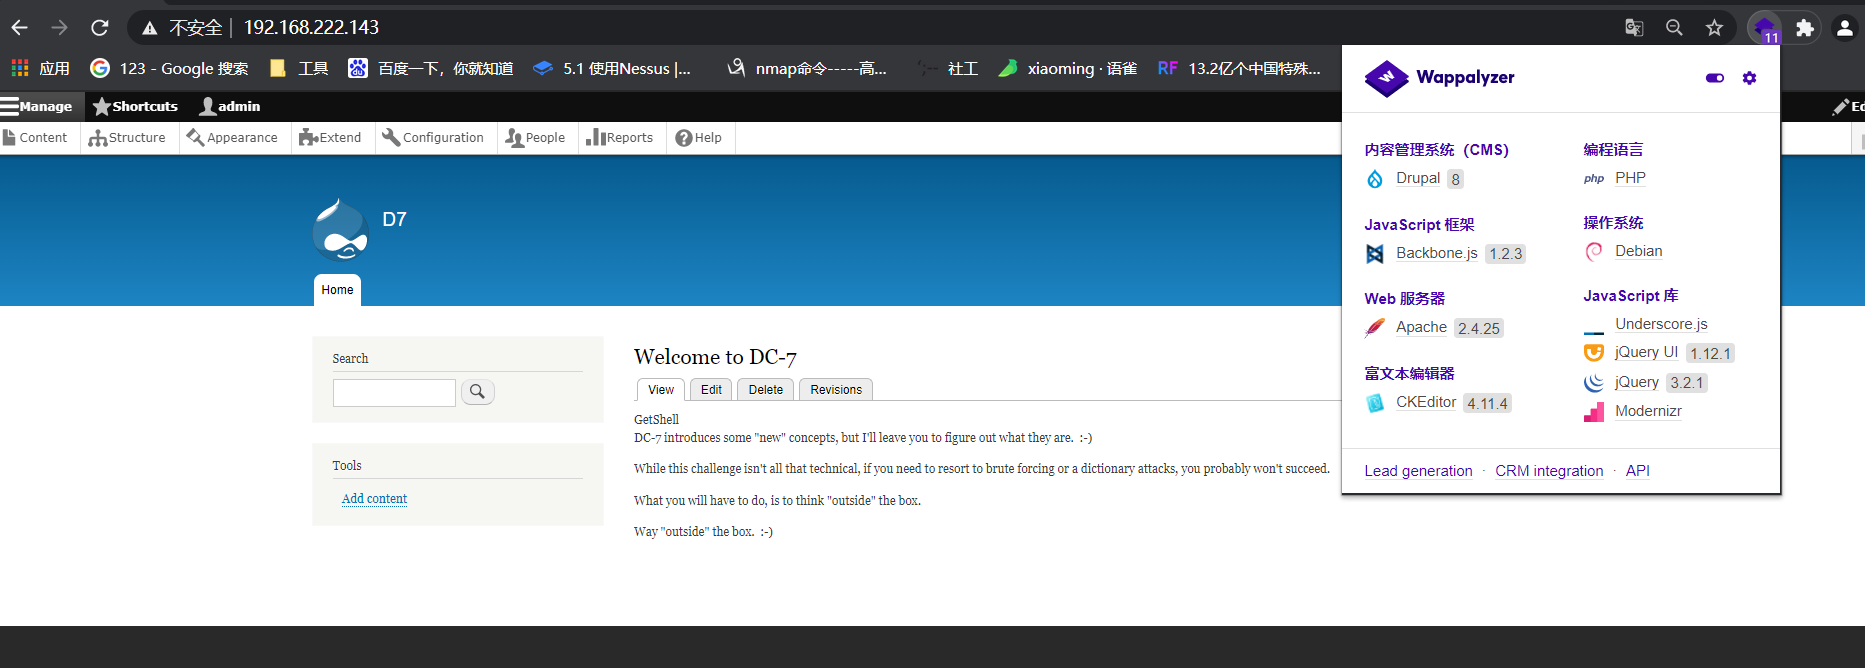 不安全 | 192.168.222.143
应用 123 - Google 搜索 工具 百度一下，你就知道 5.1 使用Nessus |... nmap命令-----高... 社工 xiaoming · 语雀 RF 13.2亿个中国特殊...
11
Manage Shortcuts admin Ed
Content Structure Appearance Extend Configuration People Reports Help
D7
Home
Search
Tools
Add content
Welcome to DC-7
View Edit Delete Revisions
GetShell
DC-7 introduces some "new" concepts, but I'll leave you to figure out what they are. :-)
While this challenge isn't all that technical, if you need to resort to brute forcing or a dictionary attacks, you probably won't succeed.
What you will have to do, is to think "outside" the box.
Way "outside" the box. :-)
Wappalyzer
内容管理系统（CMS）
Drupal 8
JavaScript 框架
Backbone.js 1.2.3
Web 服务器
Apache 2.4.25
富文本编辑器
CKEditor 4.11.4
编程语言
php PHP
操作系统
Debian
JavaScript 库
Underscore.js
jQuery UI 1.12.1
jQuery 3.2.1
Modernizr
Lead generation · CRM integration · API